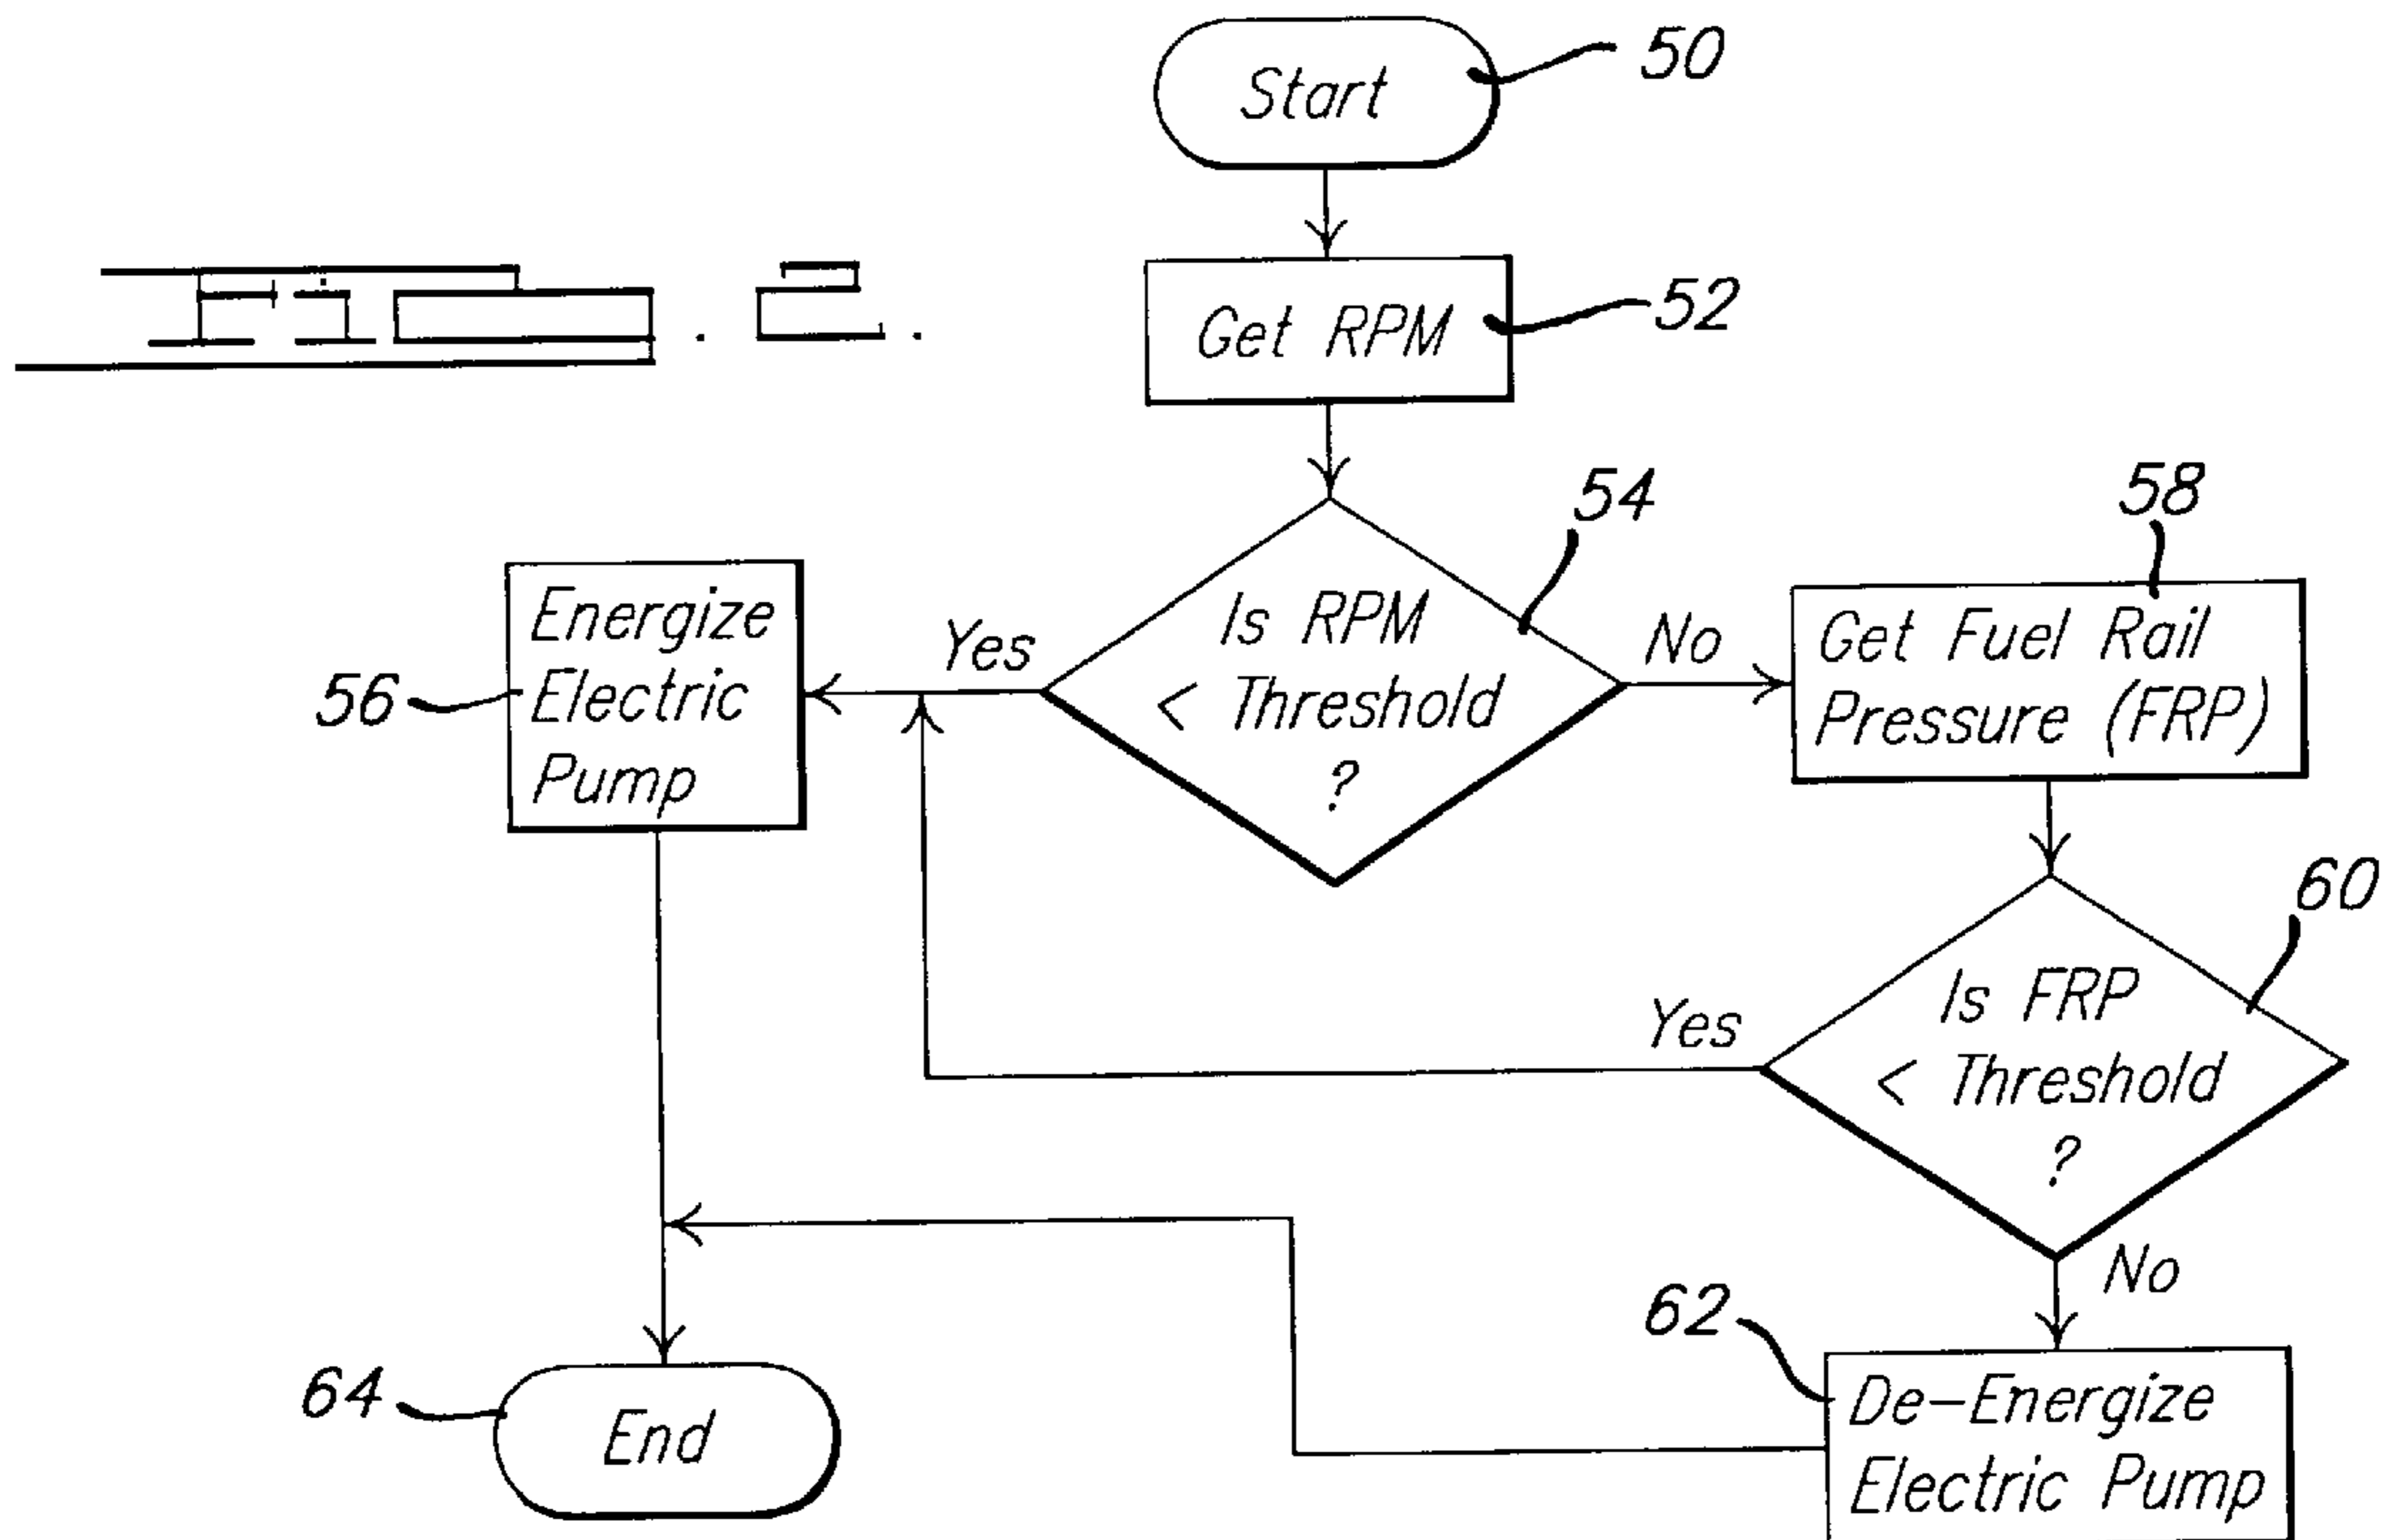 Start
50
Fig. 2.
Get RPM
52
54
58
Energize
Electric
Pump
56
Yes
Is RPM
< Threshold
?
No
Get Fuel Rail
Pressure (FRP)
60
Yes
Is FRP
< Threshold
?
No
62
64
End
De-Energize
Electric Pump